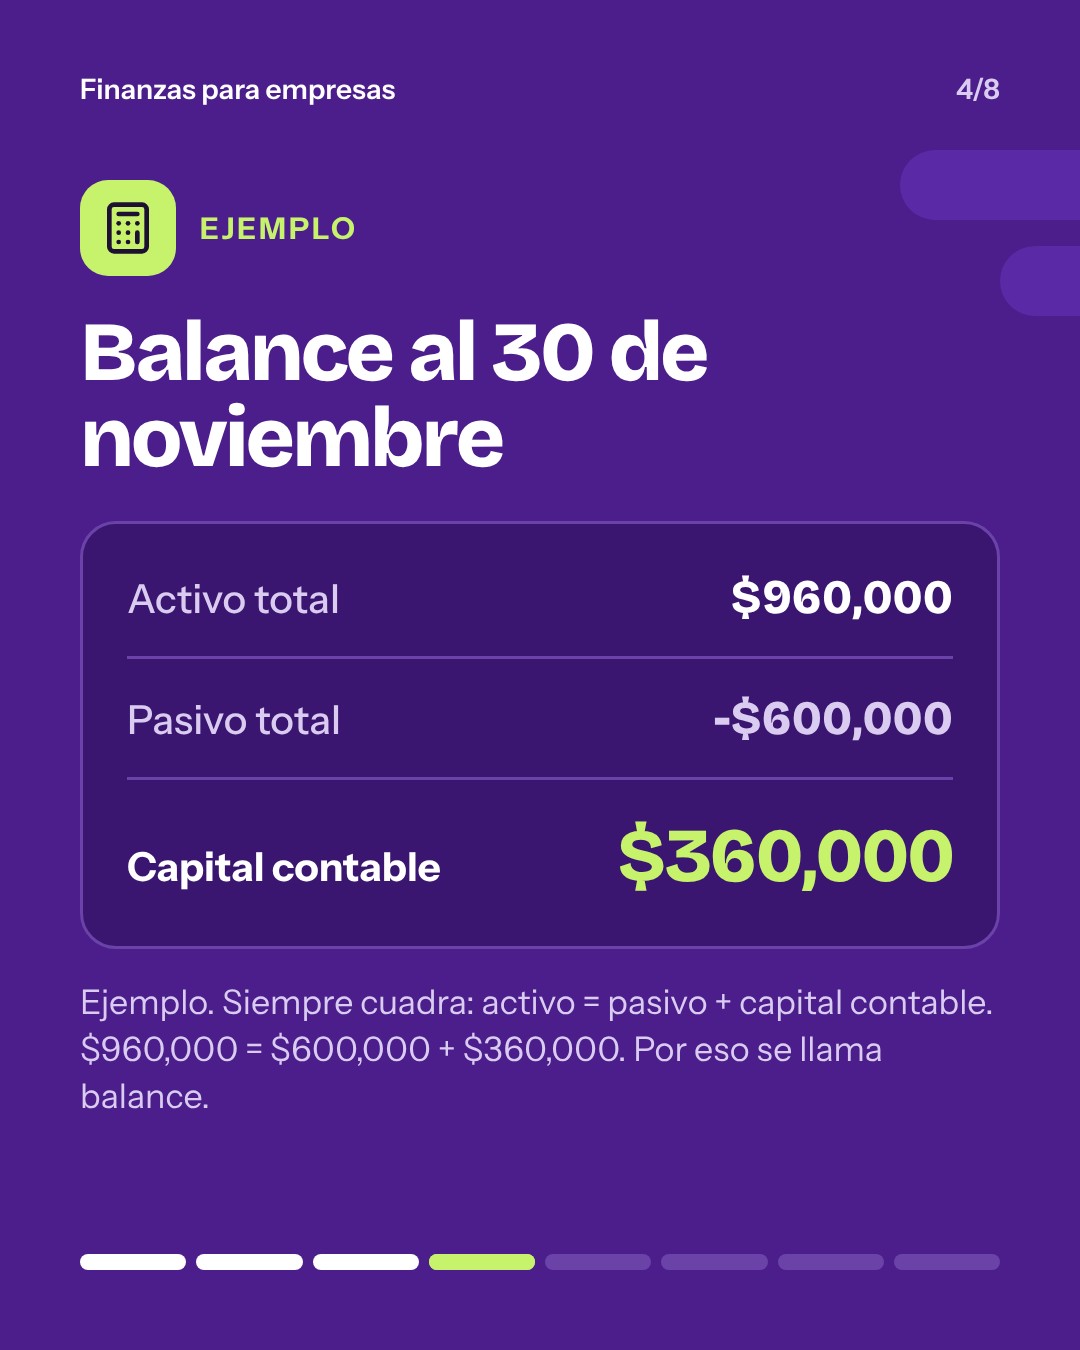 Finanzas para empresas
4/8
EJEMPLO
Balance al 30 de
noviembre
Activo total $960,000
Pasivo total -$600,000
Capital contable $360,000
Ejemplo. Siempre cuadra: activo = pasivo + capital contable.
$960,000 = $600,000 + $360,000. Por eso se llama
balance.